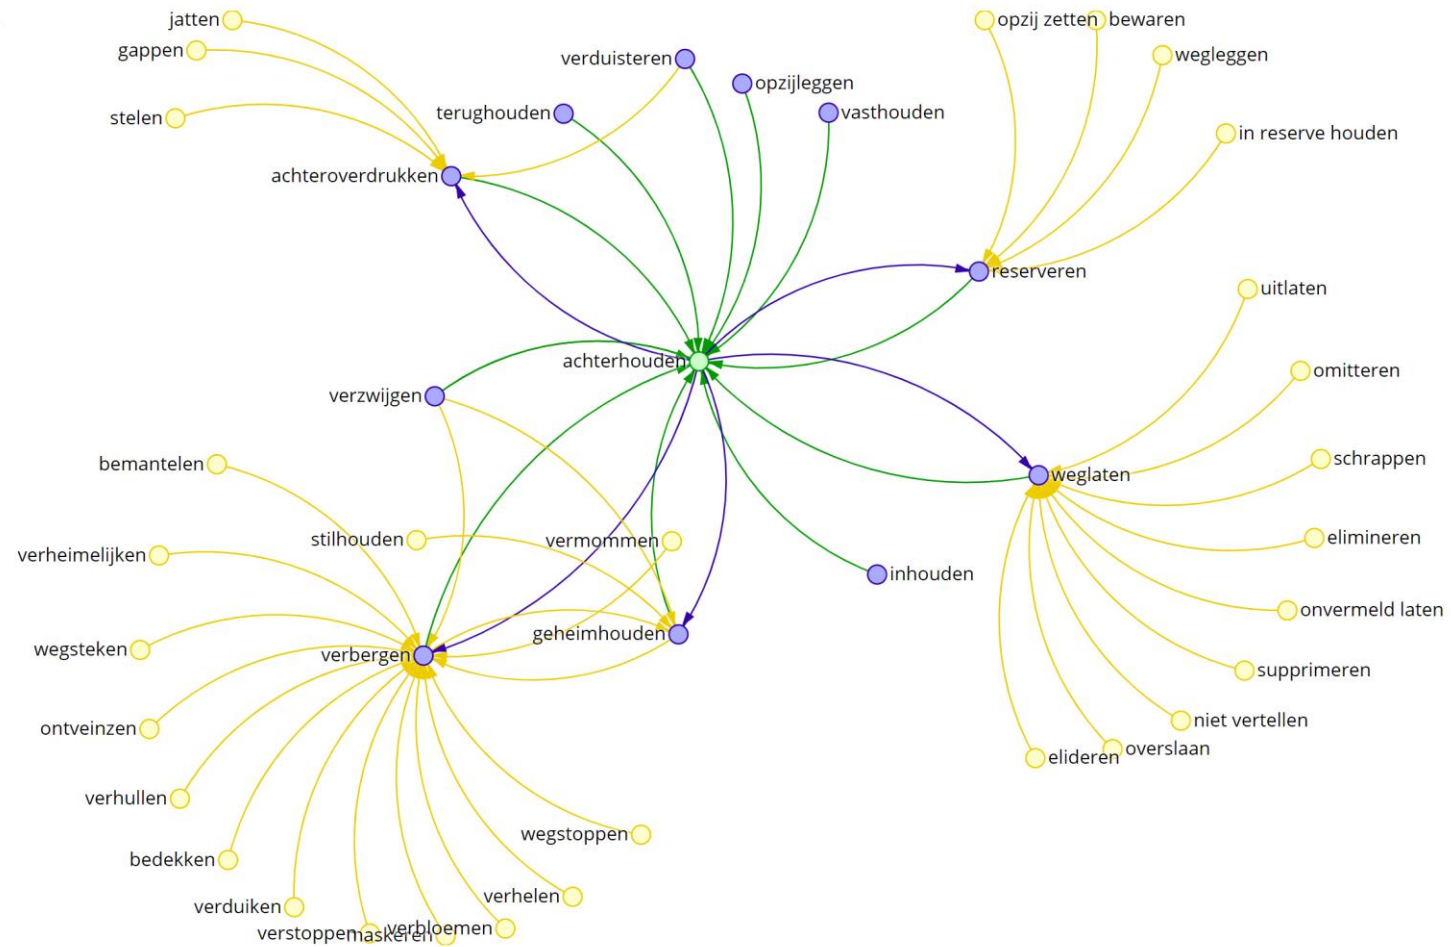 jatten
opzij zetten
bewaren
gappen
verduisteren
wegleggen
opzijleggen
terughouden
vasthouden
stelen
in reserve houden
achteroverdrukken
reserveren
uitlaten
achterhouden
omitteren
verzwijgen
schrappen
bemantelen
weglaten
stilhouden
vermommen
elimineren
verheimelijken
inhouden
onvermeld laten
geheimhouden
wegsteken
verbergen
supprimeren
niet vertellen
ontveinzen
overslaan
elideren
verhullen
wegstoppen
bedekken
verhelen
verduiken
verbloemen
verstoppen
maskeren